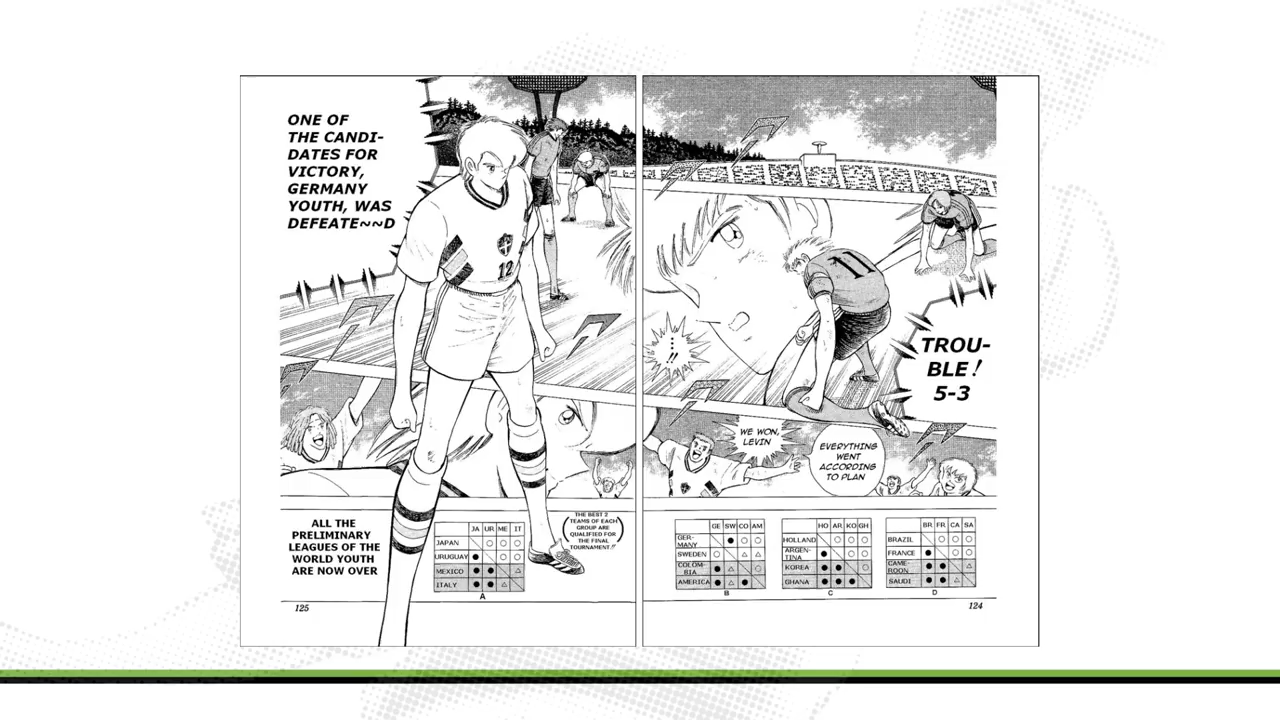 TROU-
BLE!
5-3
...!!
WE WON,
LEVIN
EVERYTHING
WENT
ACCORDING
TO PLAN
11
BR FR CA SA
BRAZIL ○ ○ ○
FRANCE ● ○ ○
CAME-
ROON ● ● △
SAUDI ● ● △
D
HO AR KO GH
HOLLAND ○ ○ ○
ARGEN-
TINA ● ○ ○
KOREA ● ● ○
GHANA ● ● ●
C
GE SW CO AM
GER-
MANY ● ○ ○
SWEDEN ○ △ △
COLOM-
BIA ● △ ○
AMERICA ● △ ●
B
124
ONE OF
THE CANDI-
DATES FOR
VICTORY,
GERMANY
YOUTH, WAS
DEFEATE~~D
12
THE BEST 2
TEAMS OF EACH
GROUP ARE
QUALIFIED FOR
THE FINAL
TOURNAMENT.!!
JA UR ME IT
JAPAN ○ ○ ○
URUGUAY ● ○ ○
MEXICO ● ● △
ITALY ● ● △
A
ALL THE
PRELIMINARY
LEAGUES OF THE
WORLD YOUTH
ARE NOW OVER
125